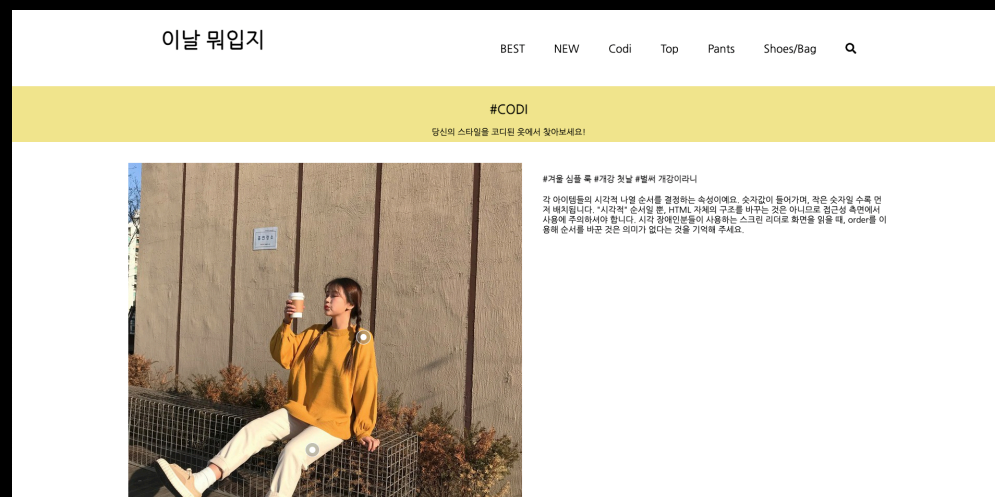 이날 뭐입지
BEST NEW Codi Top Pants Shoes/Bag
#CODI
당신의 스타일을 코디된 옷에서 찾아보세요!
#겨울 심플 룩 #개강 첫날 #벌써 개강이라니
각 아이템들의 시각적 나열 순서를 결정하는 속성이예요. 숫자값이 들어가며, 작은 숫자일 수록 먼
저 배치됩니다. "시각적" 순서일 뿐, HTML 자체의 구조를 바꾸는 것은 아니므로 접근성 측면에서
사용에 주의하셔야 합니다. 시각 장애인분들이 사용하는 스크린 리더로 화면을 읽을 때, order를 이
용해 순서를 바꾼 것은 의미가 없다는 것을 기억해 주세요.